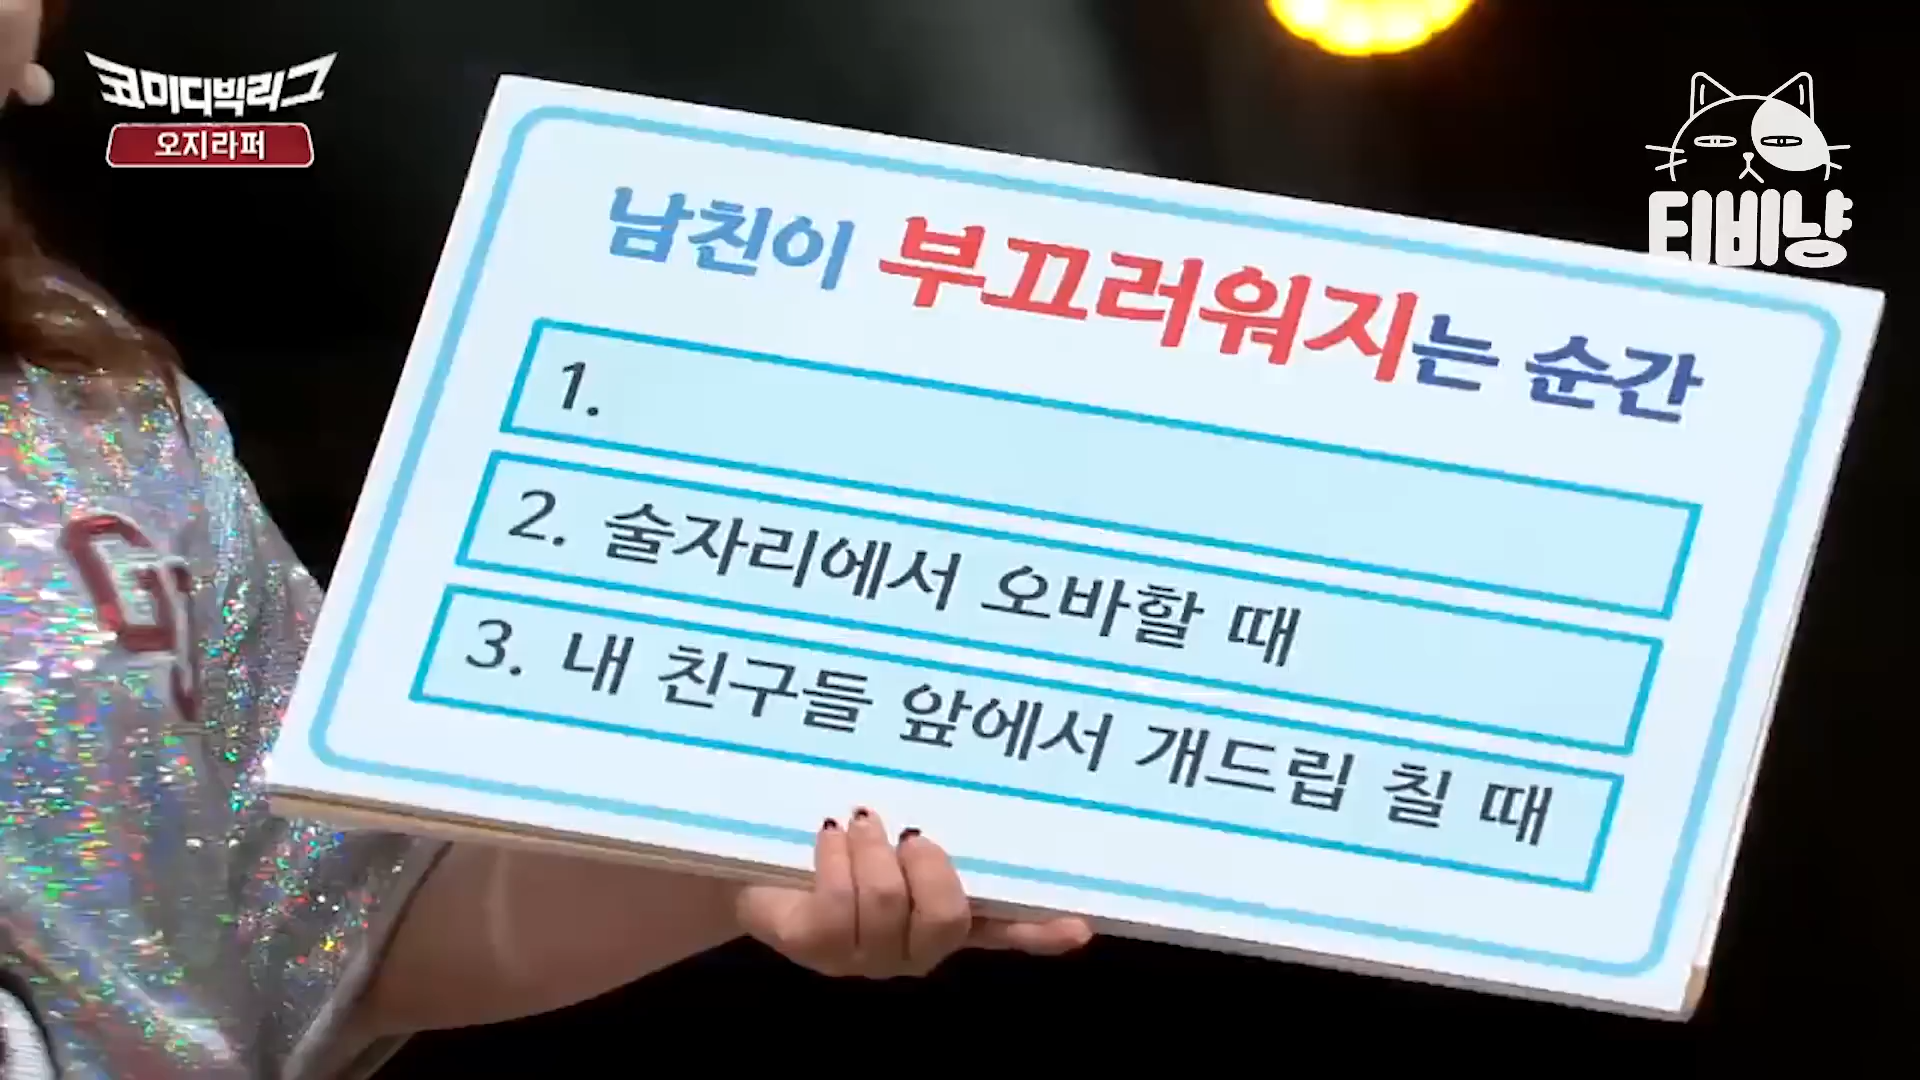 코미디빅리그
오지라퍼
티비냥
남친이 부끄러워지는 순간
1.
2. 술자리에서 오바할 때
3. 내 친구들 앞에서 개드립 칠 때